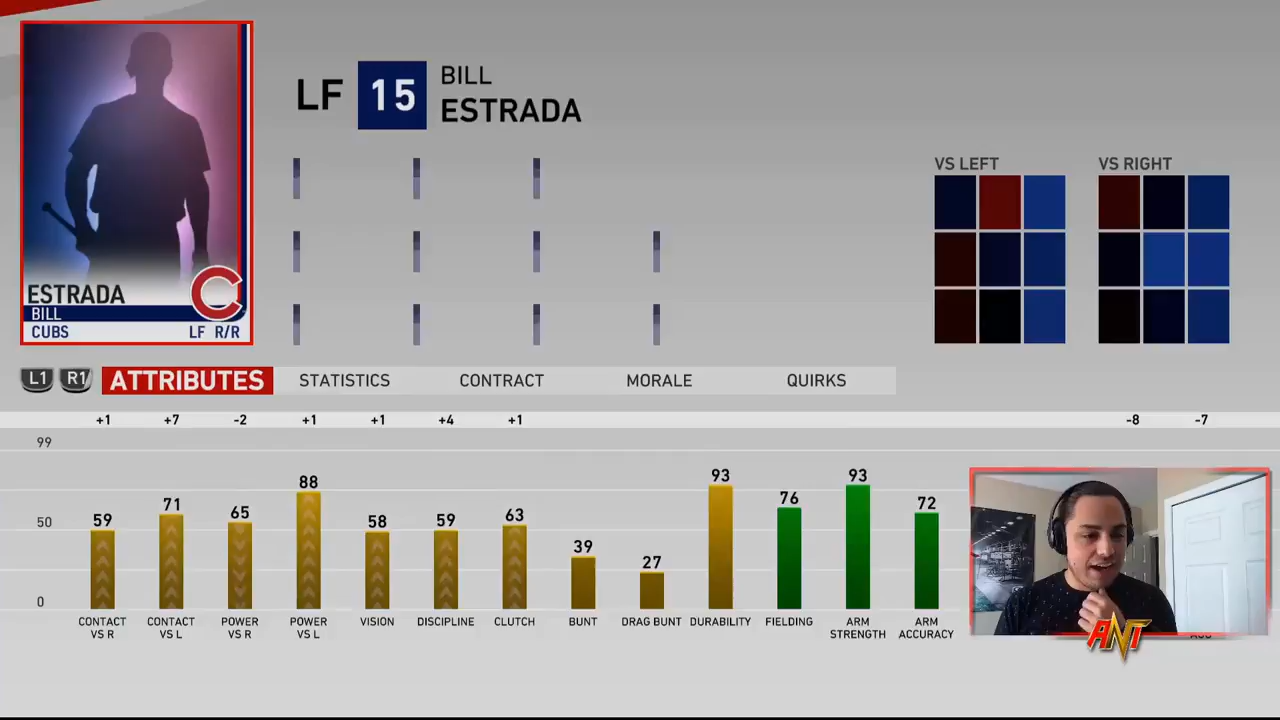 LF 15 BILL
ESTRADA
VS LEFT VS RIGHT
ESTRADA
BILL
CUBS LF R/R
L1 R1 ATTRIBUTES STATISTICS CONTRACT MORALE QUIRKS
+1 +7 -2 +1 +1 +4 +1 -8 -7
99
50
0
59 71 65 88 58 59 63 39 27 93 76 93 72
CONTACT VS R
CONTACT VS L
POWER VS R
POWER VS L
VISION
DISCIPLINE
CLUTCH
BUNT
DRAG BUNT
DURABILITY
FIELDING
ARM STRENGTH
ARM ACCURACY
ANT